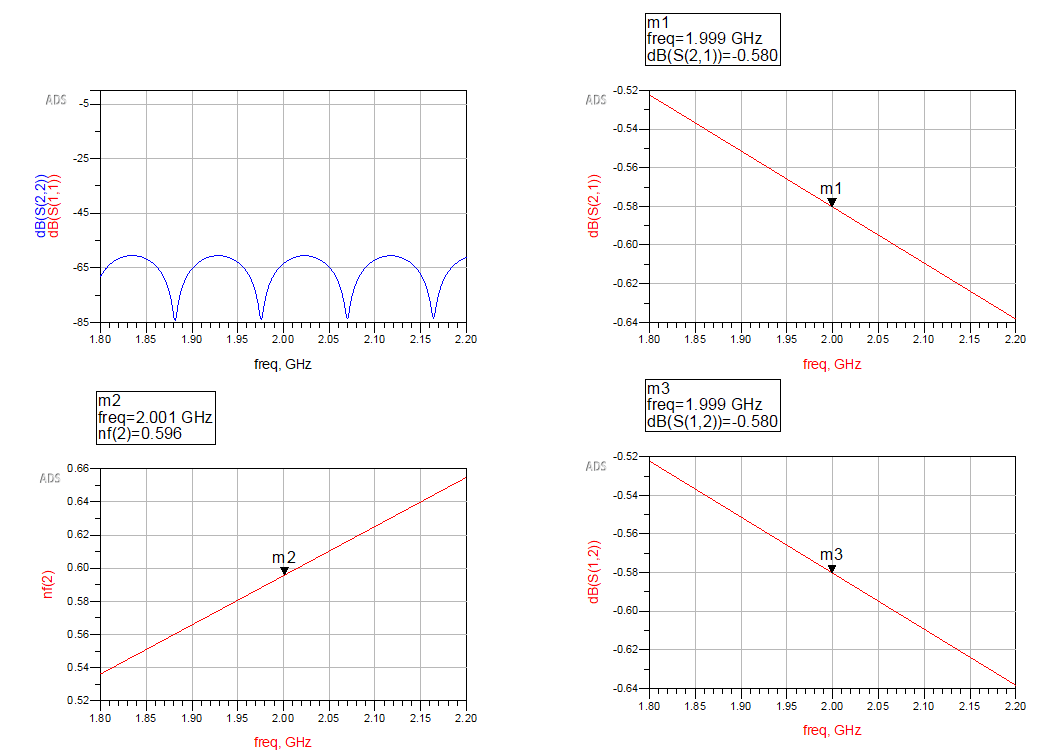 ADS
-5
-25
-45
-65
-85
dB(S(2,2))
dB(S(1,1))
1.80 1.85 1.90 1.95 2.00 2.05 2.10 2.15 2.20
freq, GHz
m1
freq=1.999 GHz
dB(S(2,1))=-0.580
ADS
-0.52
-0.54
-0.56
-0.58
-0.60
-0.62
-0.64
dB(S(2,1))
m1
1.80 1.85 1.90 1.95 2.00 2.05 2.10 2.15 2.20
freq, GHz
m2
freq=2.001 GHz
nf(2)=0.596
ADS
0.66
0.64
0.62
0.60
0.58
0.56
0.54
0.52
nf(2)
m2
1.80 1.85 1.90 1.95 2.00 2.05 2.10 2.15 2.20
freq, GHz
m3
freq=1.999 GHz
dB(S(1,2))=-0.580
ADS
-0.52
-0.54
-0.56
-0.58
-0.60
-0.62
-0.64
dB(S(1,2))
m3
1.80 1.85 1.90 1.95 2.00 2.05 2.10 2.15 2.20
freq, GHz